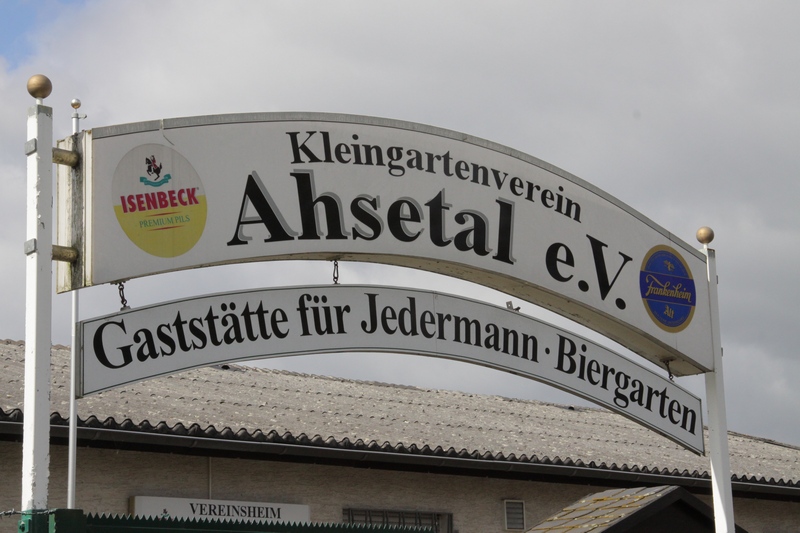 Kleingartenverein
ISENBECK
PREMIUM PILS
Ahsetal e.V.
Frankenheim
Alt
Gaststätte für Jedermann · Biergarten
VEREINSHEIM